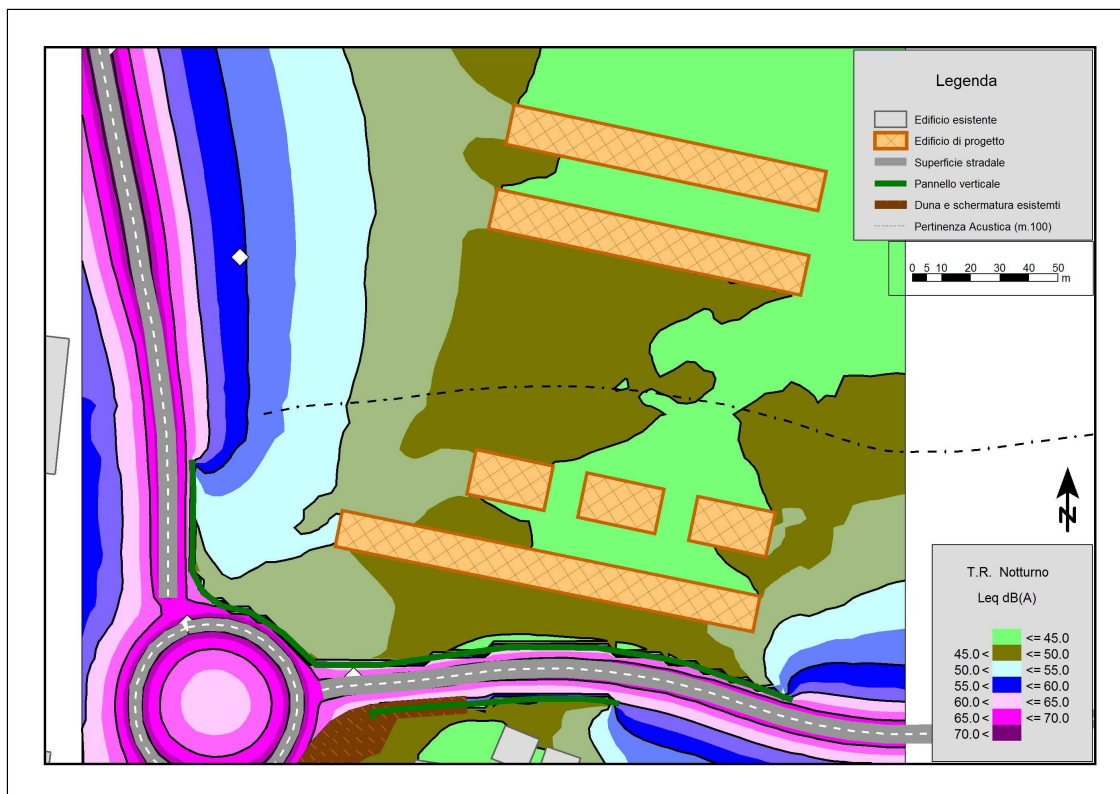 Legenda
Edificio esistente
Edificio di progetto
Superficie stradale
Pannello verticale
Duna e schermatura esistemti
Pertinenza Acustica (m.100)
0 5 10 20 30 40 50
m
N
T.R. Notturno
Leq dB(A)
<= 45.0
45.0 < <= 50.0
50.0 < <= 55.0
55.0 < <= 60.0
60.0 < <= 65.0
65.0 < <= 70.0
70.0 <